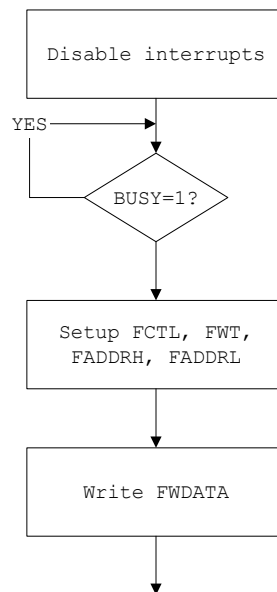 Disable interrupts
YES
BUSY=1?
Setup FCTL, FWT,
FADDRH, FADDRL
Write FWDATA